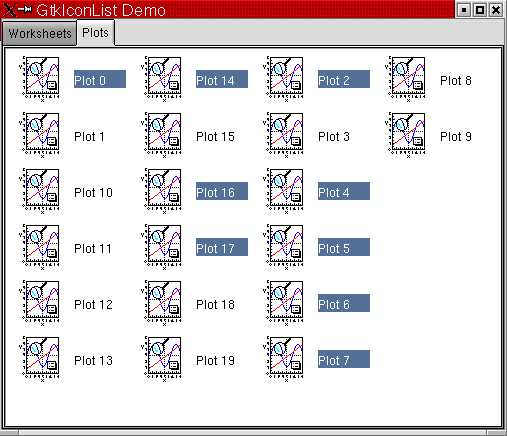 GtkIconList Demo
Worksheets Plots
Plot 0 Plot 14 Plot 2 Plot 8
Plot 1 Plot 15 Plot 3 Plot 9
Plot 10 Plot 16 Plot 4
Plot 11 Plot 17 Plot 5
Plot 12 Plot 18 Plot 6
Plot 13 Plot 19 Plot 7